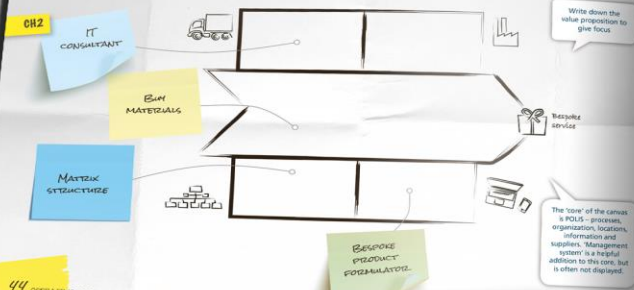 CH2
IT
CONSULTANT
Write down the
value proposition to
give focus
BUY
MATERIALS
Bespoke
service
MATRIX
STRUCTURE
The 'core' of the canvas
is POLIS – processes,
organization, locations,
information and
suppliers. 'Management
system' is a helpful
addition to this core, but
is often not displayed.
BESPOKE
PRODUCT
FORMULATOR
44